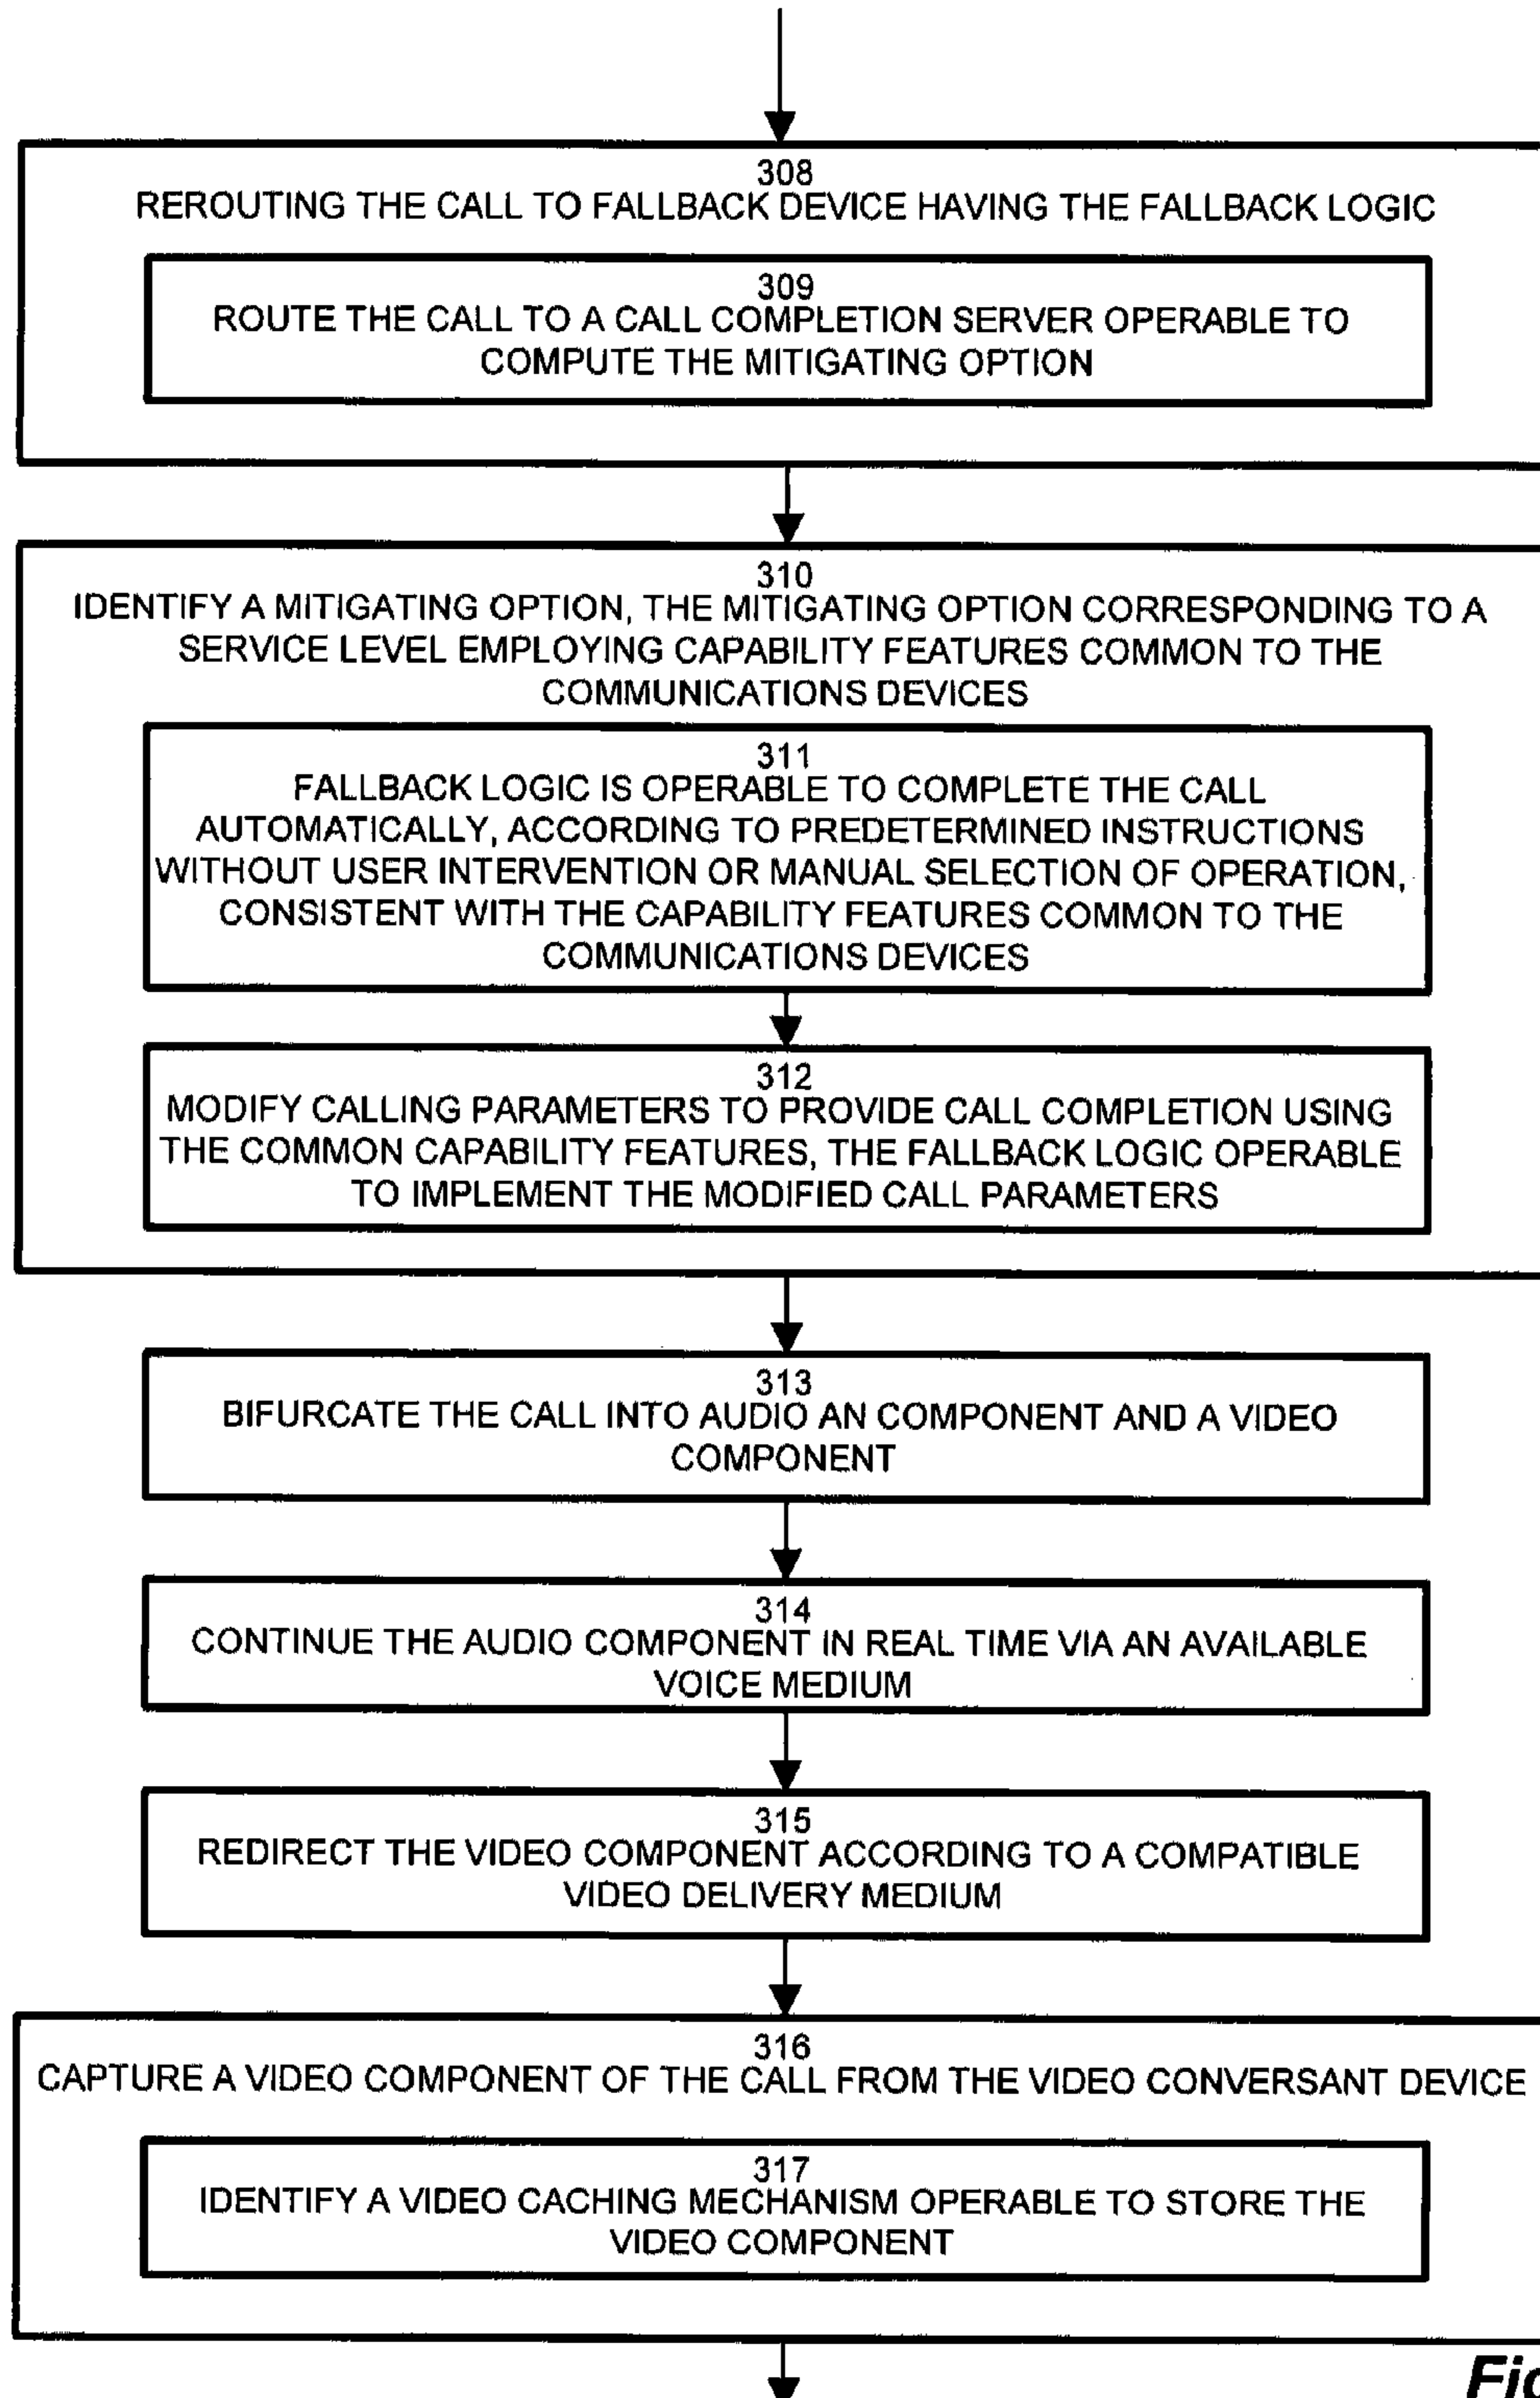 308
REROUTING THE CALL TO FALLBACK DEVICE HAVING THE FALLBACK LOGIC
309
ROUTE THE CALL TO A CALL COMPLETION SERVER OPERABLE TO
COMPUTE THE MITIGATING OPTION
310
IDENTIFY A MITIGATING OPTION, THE MITIGATING OPTION CORRESPONDING TO A
SERVICE LEVEL EMPLOYING CAPABILITY FEATURES COMMON TO THE
COMMUNICATIONS DEVICES
311
FALLBACK LOGIC IS OPERABLE TO COMPLETE THE CALL
AUTOMATICALLY, ACCORDING TO PREDETERMINED INSTRUCTIONS
WITHOUT USER INTERVENTION OR MANUAL SELECTION OF OPERATION,
CONSISTENT WITH THE CAPABILITY FEATURES COMMON TO THE
COMMUNICATIONS DEVICES
312
MODIFY CALLING PARAMETERS TO PROVIDE CALL COMPLETION USING
THE COMMON CAPABILITY FEATURES, THE FALLBACK LOGIC OPERABLE
TO IMPLEMENT THE MODIFIED CALL PARAMETERS
313
BIFURCATE THE CALL INTO AUDIO AN COMPONENT AND A VIDEO
COMPONENT
314
CONTINUE THE AUDIO COMPONENT IN REAL TIME VIA AN AVAILABLE
VOICE MEDIUM
315
REDIRECT THE VIDEO COMPONENT ACCORDING TO A COMPATIBLE
VIDEO DELIVERY MEDIUM
316
CAPTURE A VIDEO COMPONENT OF THE CALL FROM THE VIDEO CONVERSANT DEVICE
317
IDENTIFY A VIDEO CACHING MECHANISM OPERABLE TO STORE THE
VIDEO COMPONENT